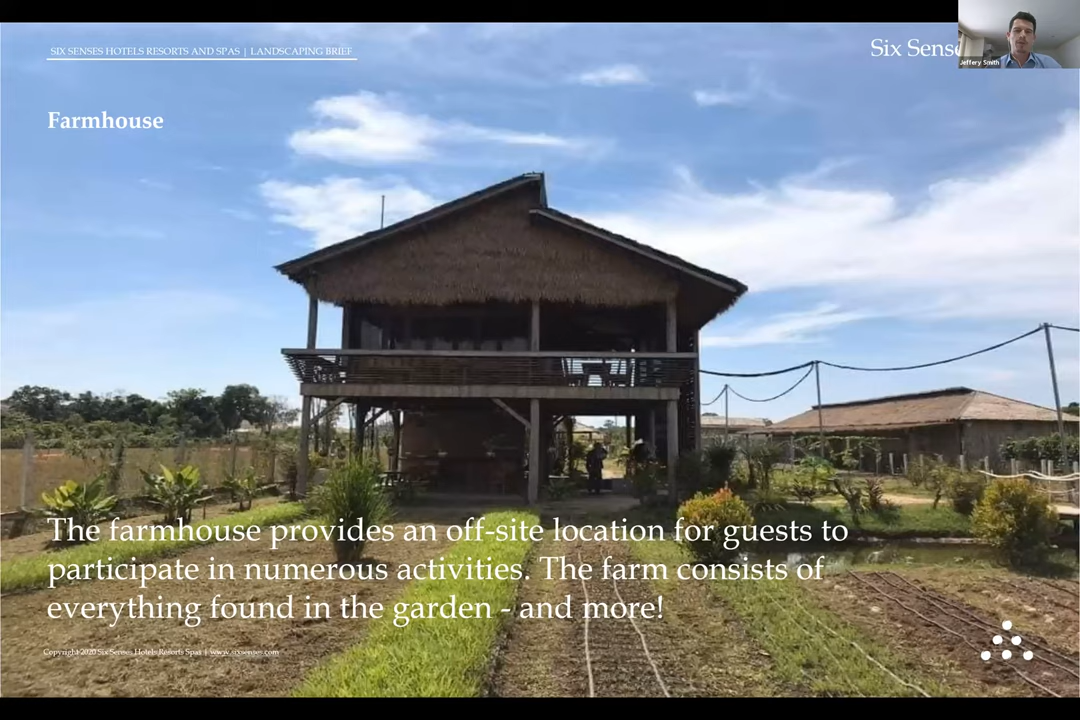 SIX SENSES HOTELS RESORTS AND SPAS | LANDSCAPING BRIEF
Six Sense
Jeffery Smith
Farmhouse
The farmhouse provides an off-site location for guests to
participate in numerous activities. The farm consists of
everything found in the garden - and more!
Copyright 2020 Six Senses Hotels Resorts Spas | www.sixsenses.com